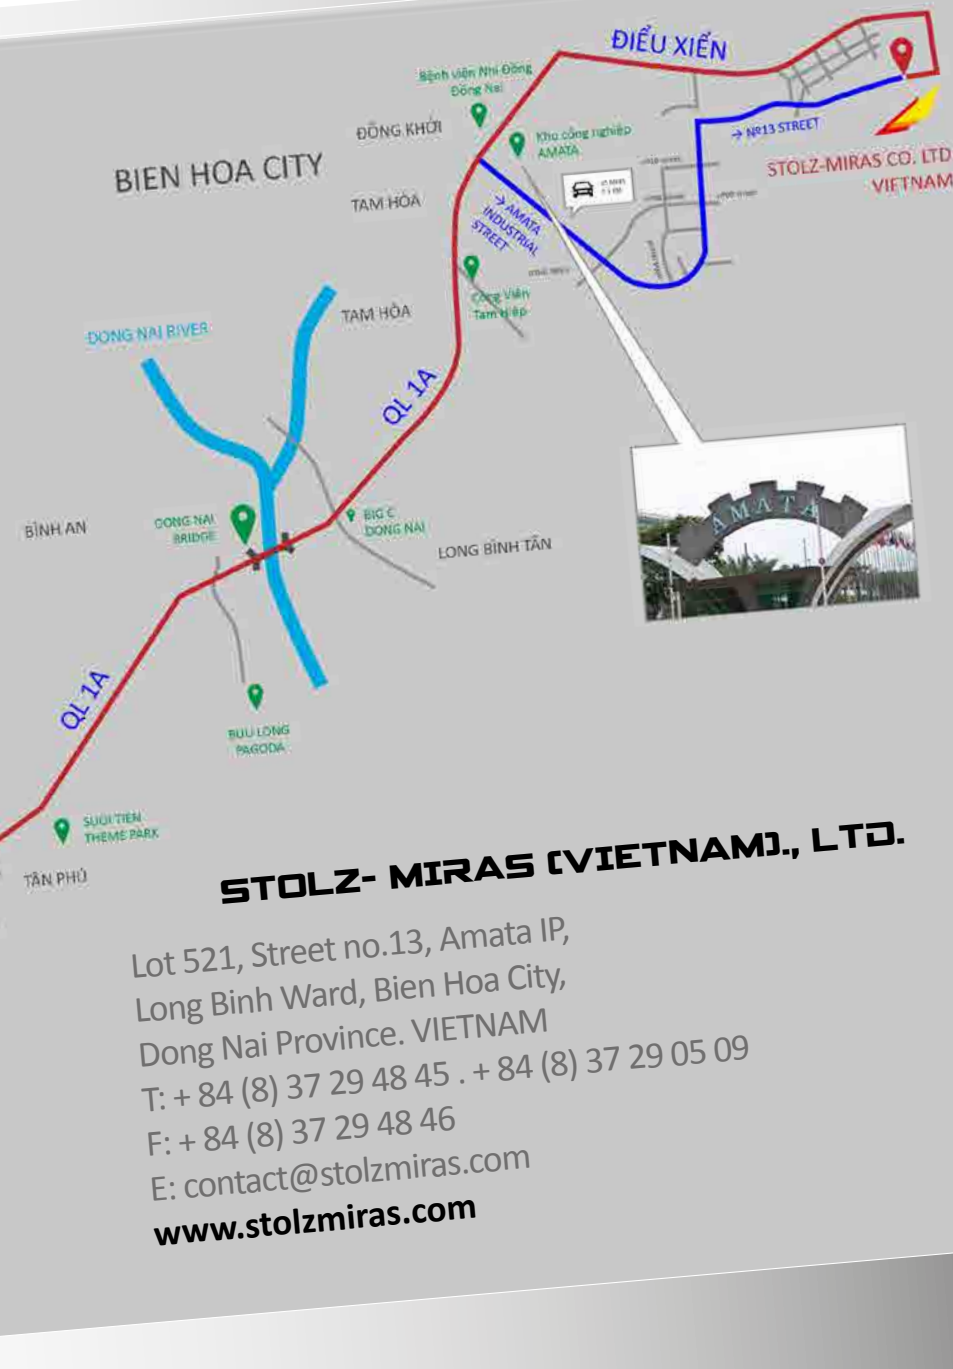 ĐIỂU XIỂN
Bệnh viện Nhi Đồng
Đồng Nai
ĐỒNG KHỞI
Khu công nghiệp
AMATA
→ Nº13 STREET
BIEN HOA CITY
STOLZ-MIRAS CO. LTD
VIETNAM
TAM HÒA
→ AMATA
INDUSTRIAL
STREET
Công Viên
Tam Hiệp
TAM HÒA
DONG NAI RIVER
QL 1A
AMATA
BÌNH AN
DONG NAI
BRIDGE
BIG C
DONG NAI
LONG BÌNH TÂN
QL 1A
BUU LONG
PAGODA
SUOI TIEN
THEME PARK
TÂN PHÚ
STOLZ- MIRAS (VIETNAM)., LTD.
Lot 521, Street no.13, Amata IP,
Long Binh Ward, Bien Hoa City,
Dong Nai Province. VIETNAM
T: + 84 (8) 37 29 48 45 . + 84 (8) 37 29 05 09
F: + 84 (8) 37 29 48 46
E: contact@stolzmiras.com
www.stolzmiras.com